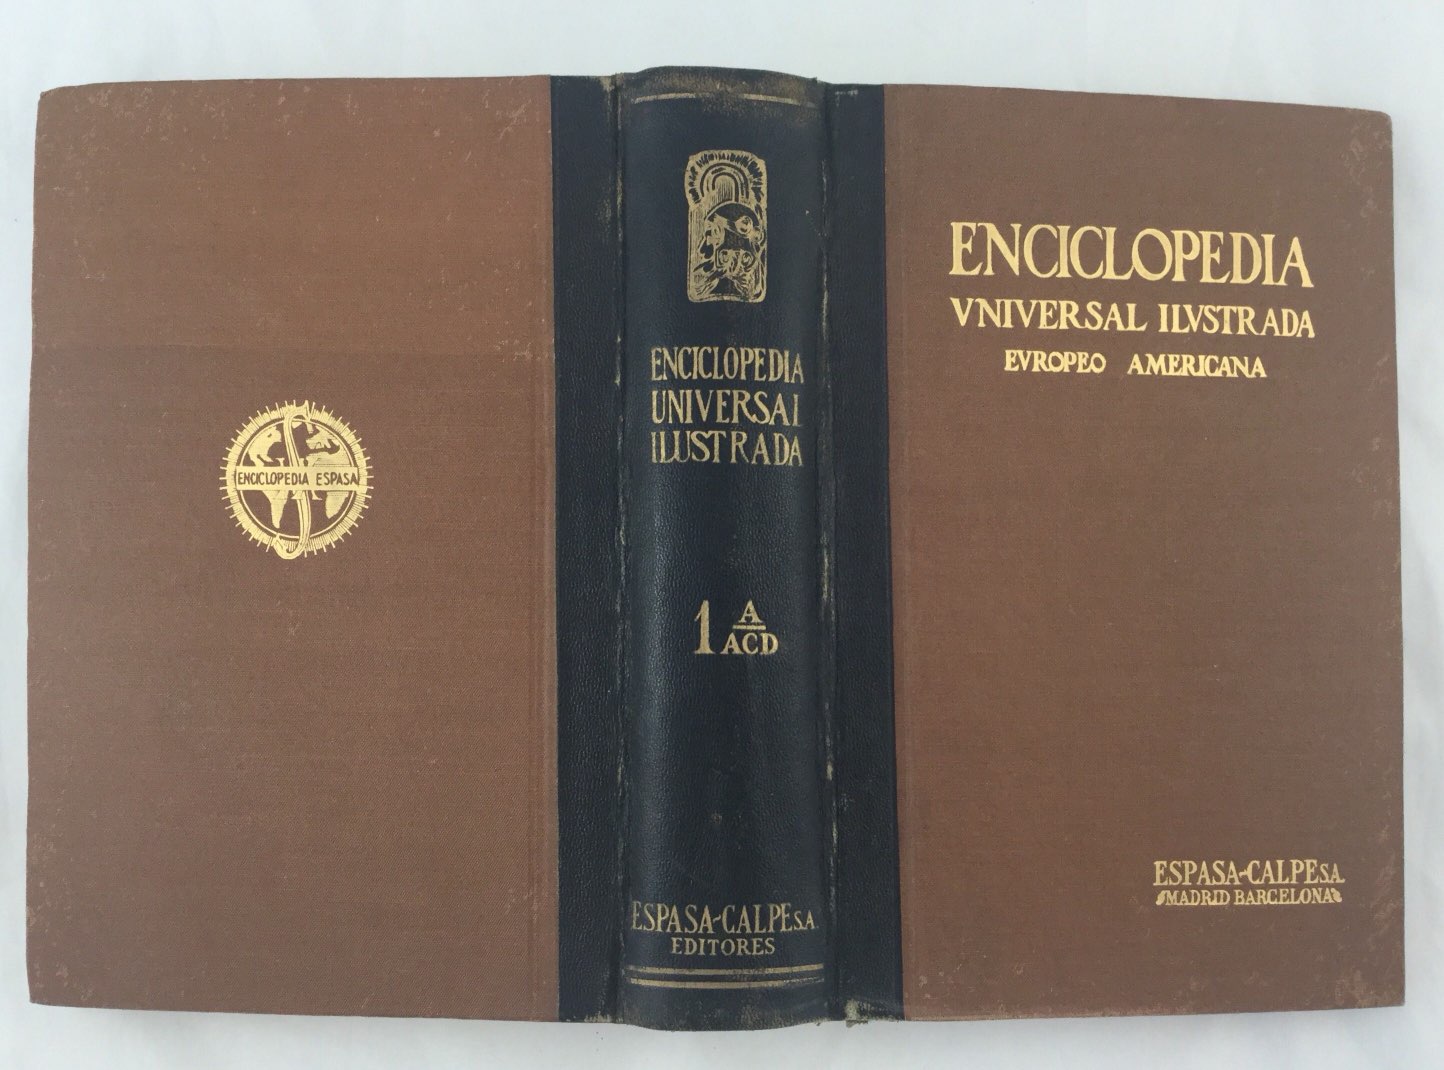 ENCICLOPEDIA ESPASA
ENCICLOPEDIA
UNIVERSAL
ILUSTRADA
1 A
ACD
ESPASA-CALPE S.A.
EDITORES
ENCICLOPEDIA
VNIVERSAL ILVSTRADA
EVROPEO AMERICANA
ESPASA-CALPE S.A.
MADRID BARCELONA